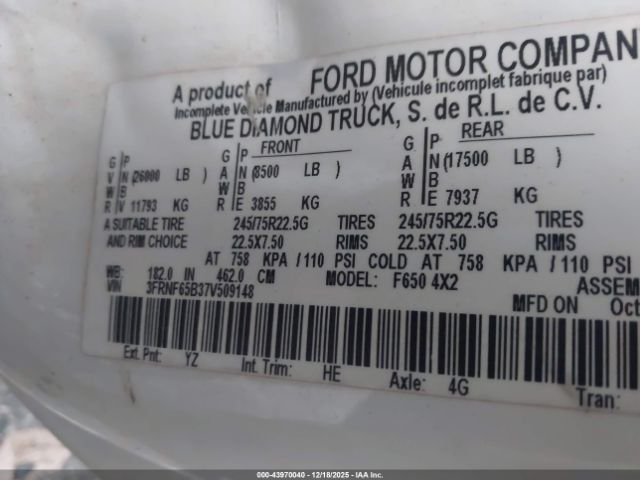 A product of FORD MOTOR COMPAN
Incomplete Vehicle Manufactured by (Vehicule incomplet fabrique par)
BLUE DIAMOND TRUCK, S. de R.L. de C.V.
FRONT REAR
G P G P G P
V N (26000 LB ) A N (8500 LB ) A N (17500 LB )
W B W B W B
R V 11793 KG R E 3855 KG R E 7937 KG
A SUITABLE TIRE 245/75R22.5G TIRES 245/75R22.5G TIRES
AND RIM CHOICE 22.5X7.50 RIMS 22.5X7.50 RIMS
AT 758 KPA /110 PSI COLD AT 758 KPA /110 PSI
WB: 182.0 IN 462.0 CM MODEL: F650 4X2 ASSEM
VIN 3FRNF65B37V509148 MFD ON Oct
Ext. Pnt: YZ Int. Trim: HE Axle: 4G Tran:
000-43970040 - 12/18/2025 - IAAI.COM